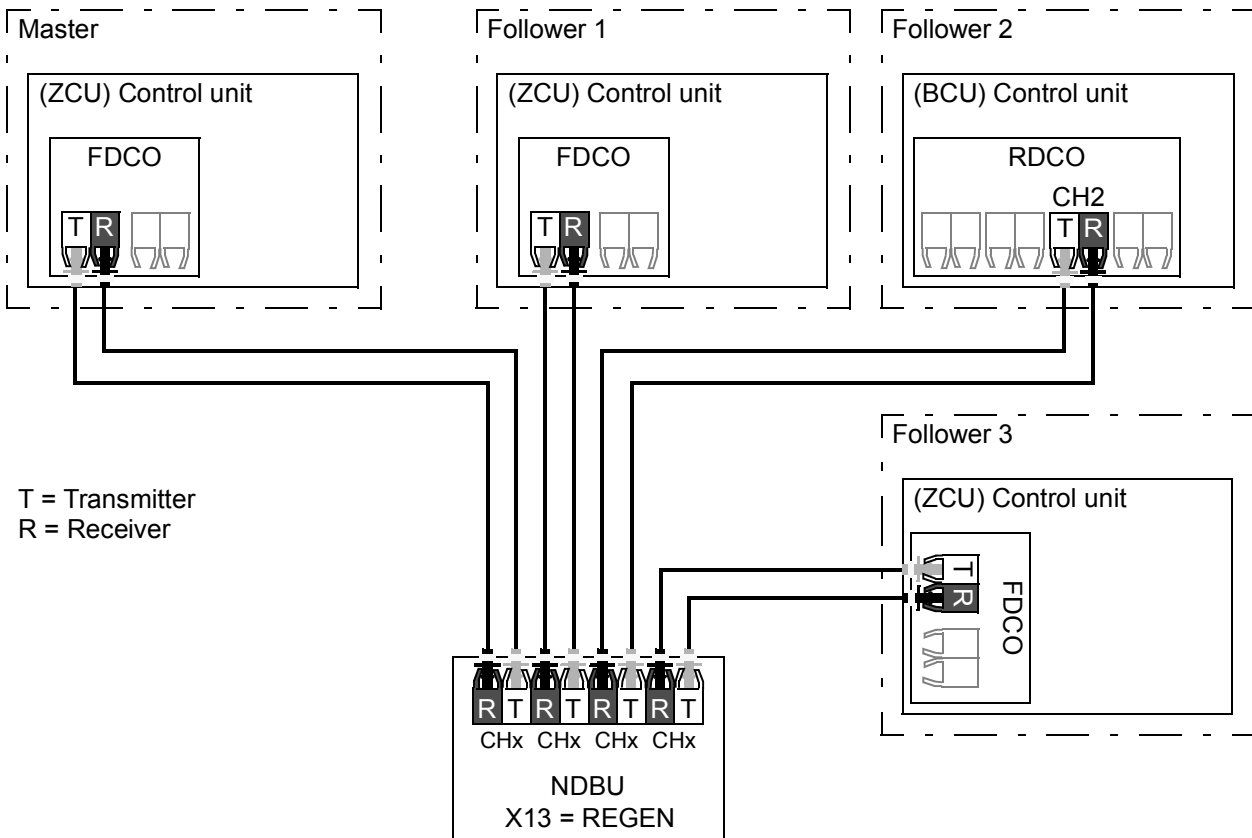 Master
(ZCU) Control unit
FDCO
T R
Follower 1
(ZCU) Control unit
FDCO
T R
Follower 2
(BCU) Control unit
RDCO
CH2
T R
T = Transmitter
R = Receiver
Follower 3
(ZCU) Control unit
T
R
FDCO
R T R T R T R T
CHx CHx CHx CHx
NDBU
X13 = REGEN